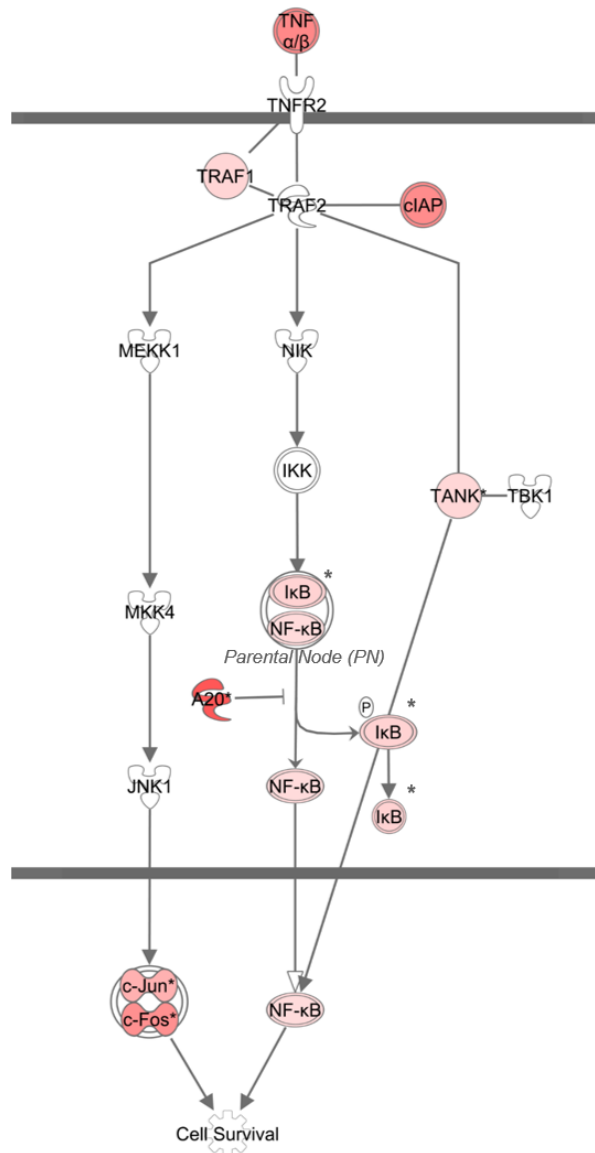 TNF
α/β
TNFR2
TRAF1
TRAF2
cIAP
MEKK1
NIK
IKK
TANK*
TBK1
IκB
*
NF-κB
MKK4
Parental Node (PN)
A20*
P
*
IκB
JNK1
NF-κB
*
IκB
c-Jun*
c-Fos*
NF-κB
Cell Survival